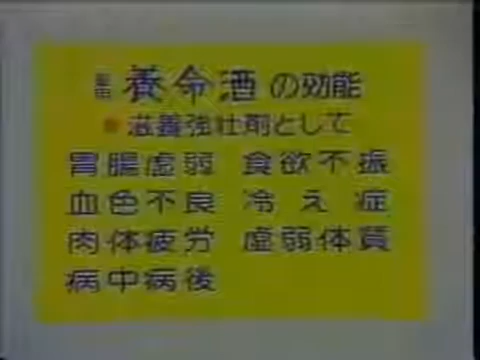 薬用 養命酒の効能
滋養強壮剤として
胃腸虚弱 食欲不振
血色不良 冷え症
肉体疲労 虚弱体質
病中病後